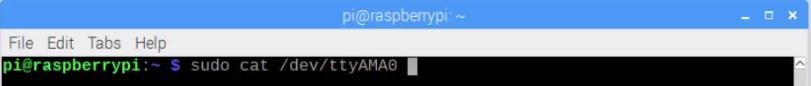 pi@raspberrypi: ~
File Edit Tabs Help
pi@raspberrypi:~ $ sudo cat /dev/ttyAMA0